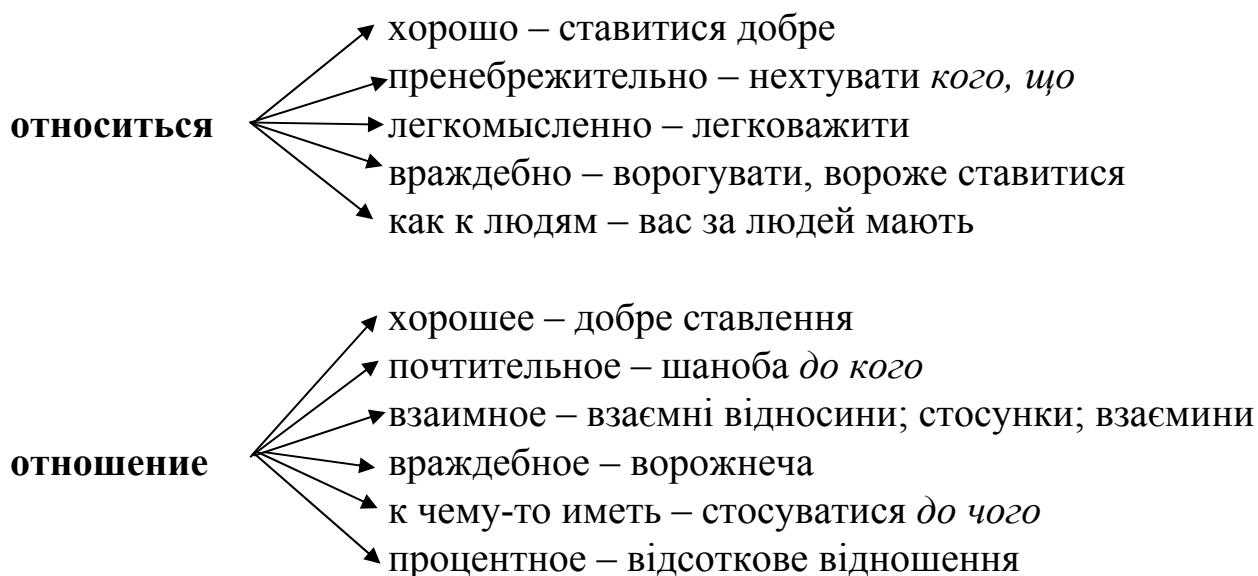 хорошо – ставитися добре
пренебрежительно – нехтувати кого, що
относиться
легкомысленно – легковажити
враждебно – ворогувати, вороже ставитися
как к людям – вас за людей мають
хорошее – добре ставлення
почтительное – шаноба до кого
взаимное – взаємні відносини; стосунки; взаємини
отношение
враждебное – ворожнеча
к чему-то иметь – стосуватися до чого
процентное – відсоткове відношення